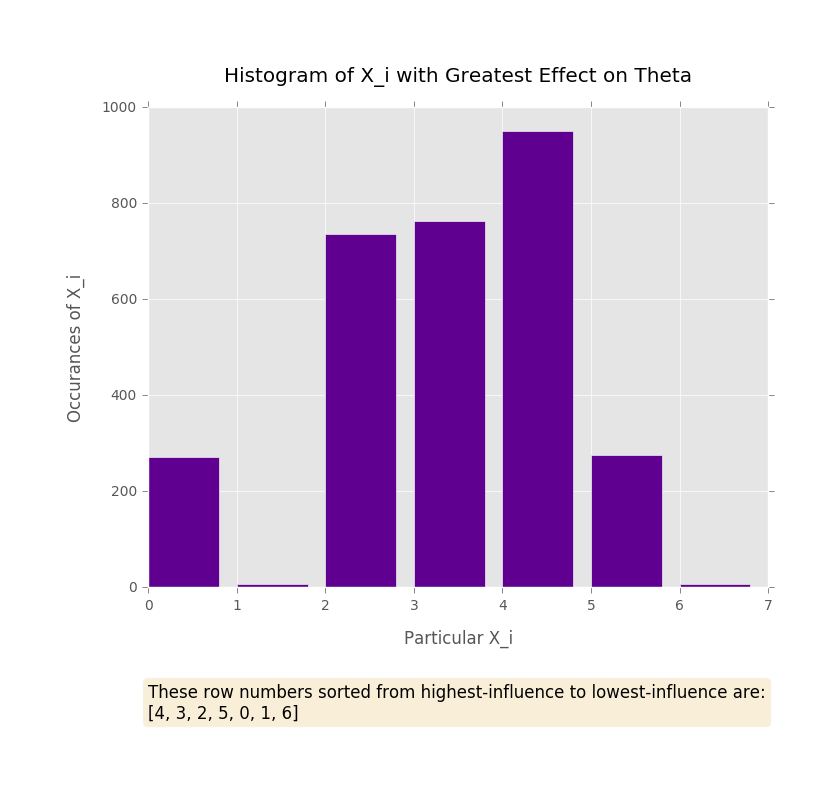 Histogram of X_i with Greatest Effect on Theta
1000
800
600
400
200
0
Occurances of X_i
0 1 2 3 4 5 6 7
Particular X_i
These row numbers sorted from highest-influence to lowest-influence are:
[4, 3, 2, 5, 0, 1, 6]